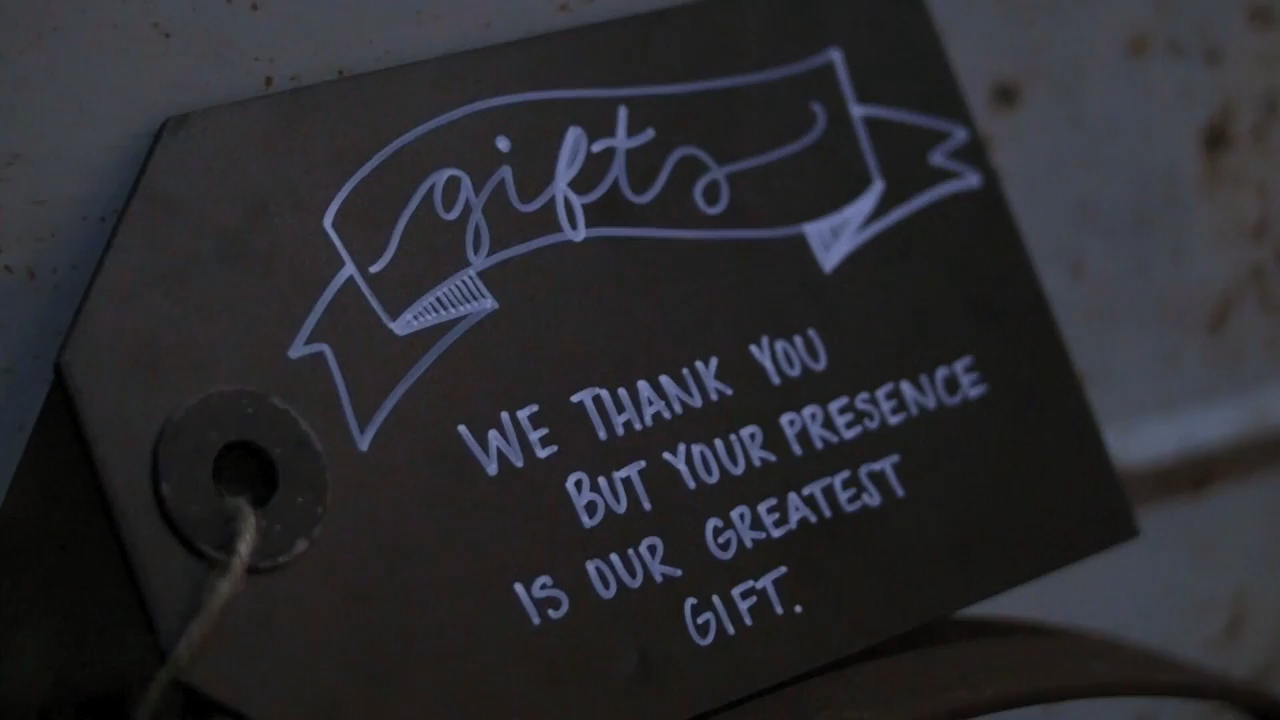 gifts
WE THANK YOU
BUT YOUR PRESENCE
IS OUR GREATEST
GIFT.